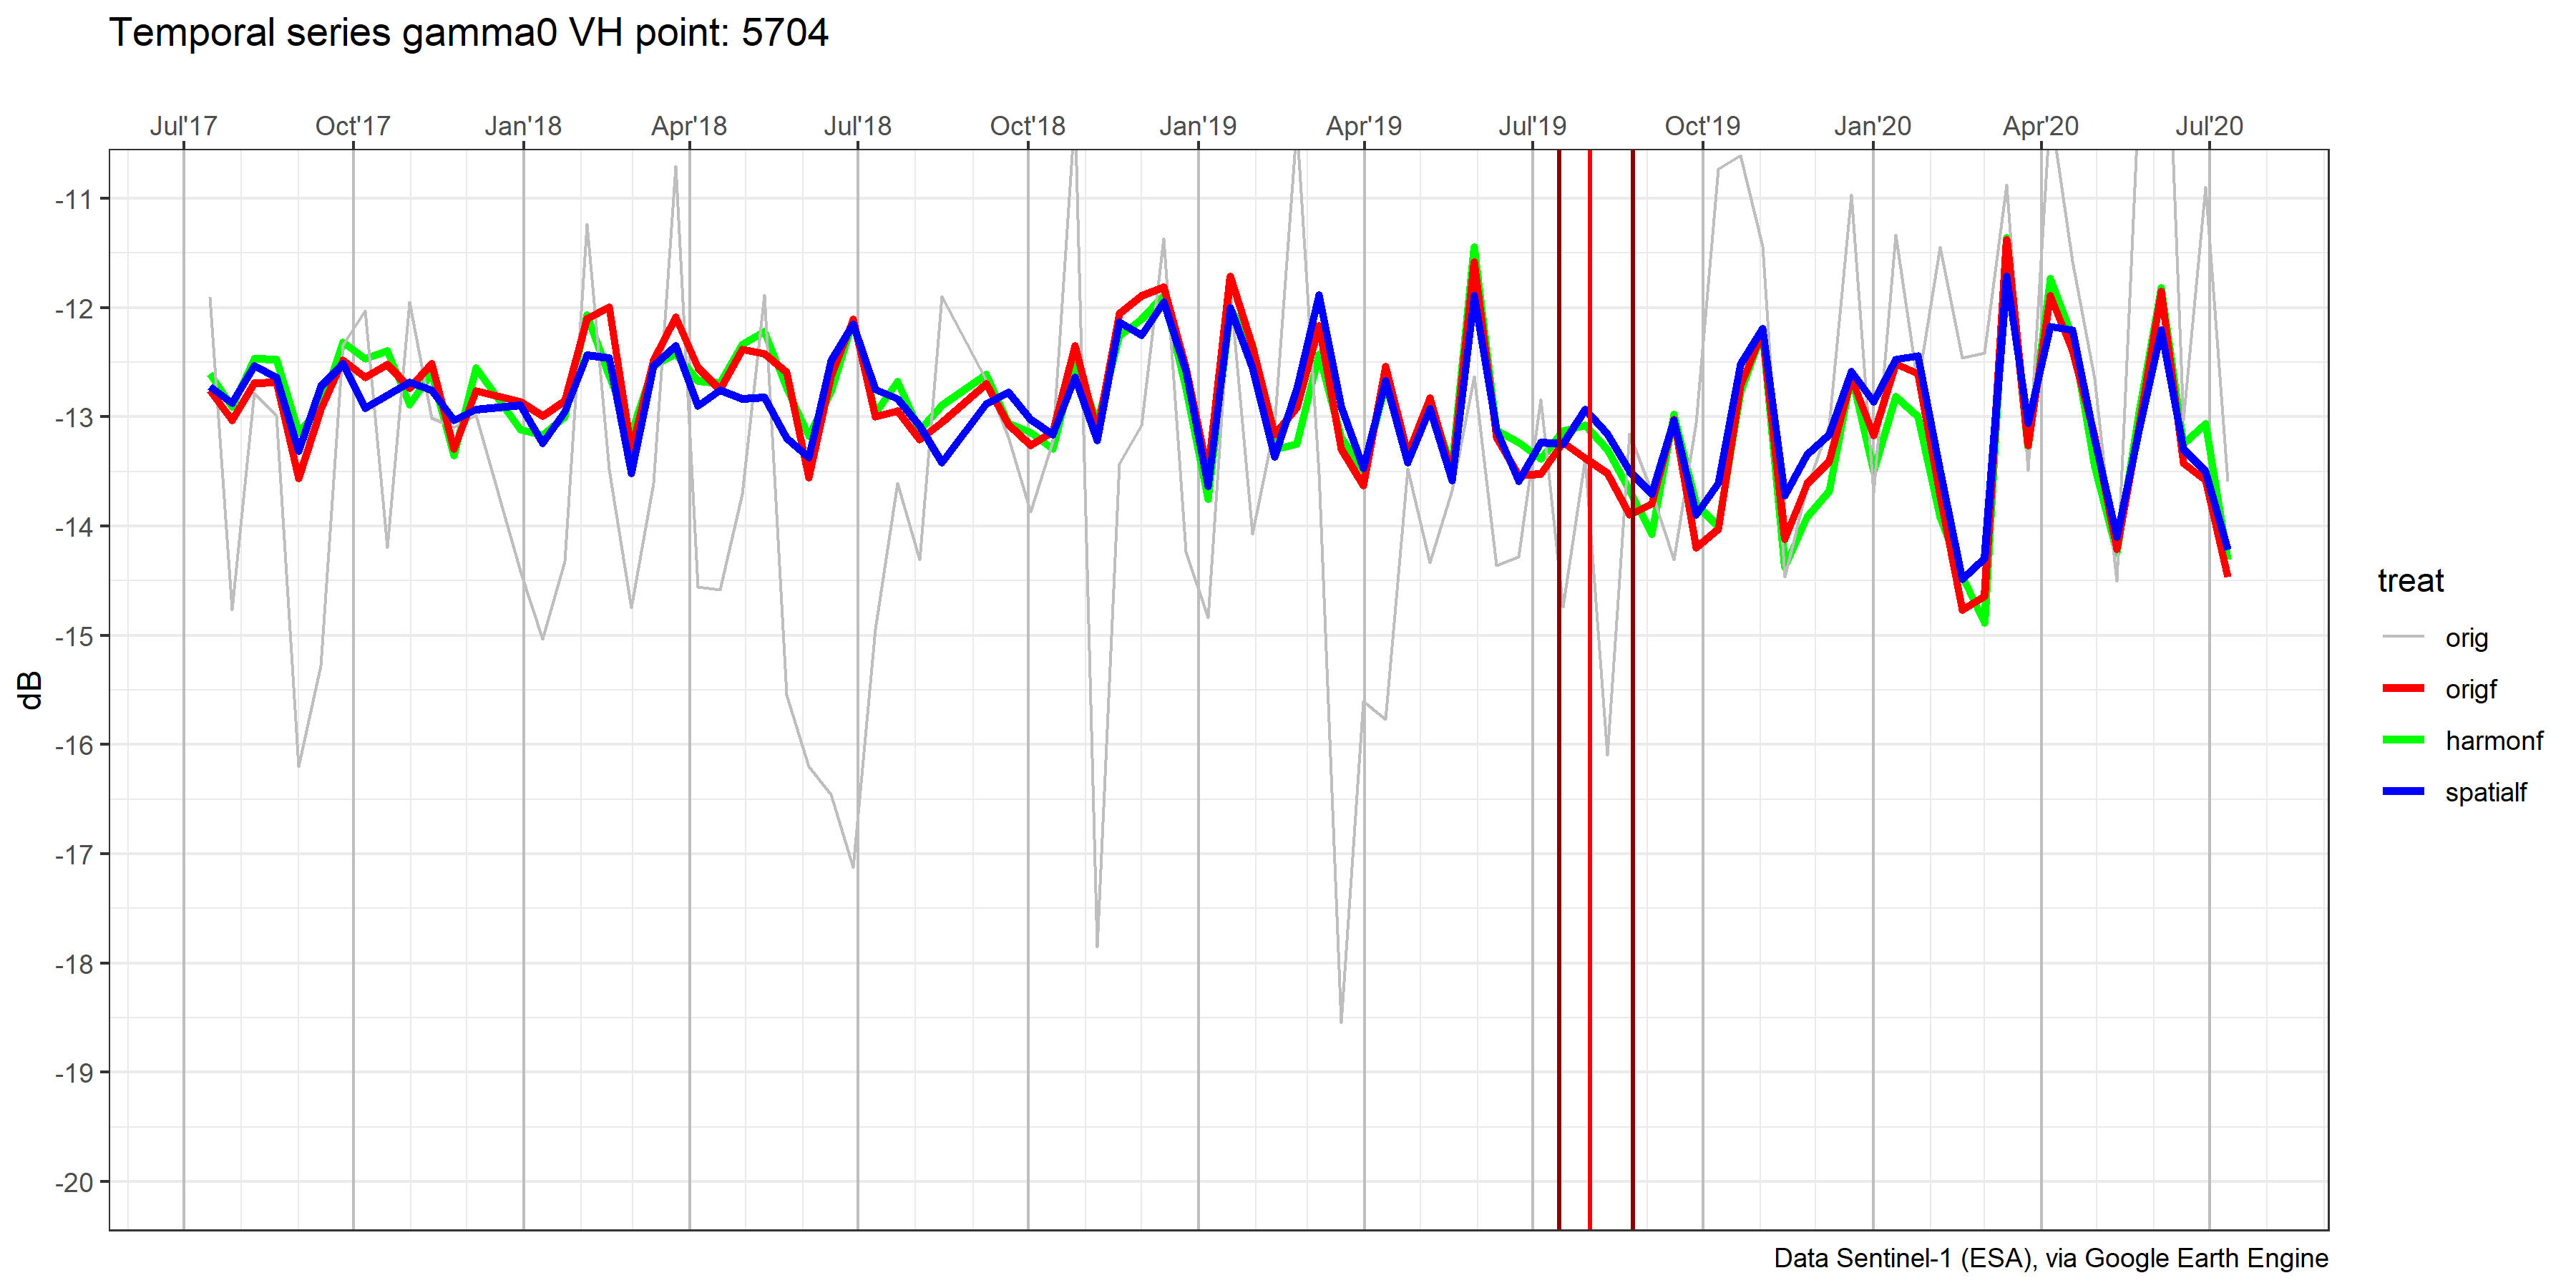 Temporal series gamma0 VH point: 5704
Jul'17 Oct'17 Jan'18 Apr'18 Jul'18 Oct'18 Jan'19 Apr'19 Jul'19 Oct'19 Jan'20 Apr'20 Jul'20
-11
-12
-13
-14
-15
-16
-17
-18
-19
-20
dB
treat
orig
origf
harmonf
spatialf
Data Sentinel-1 (ESA), via Google Earth Engine